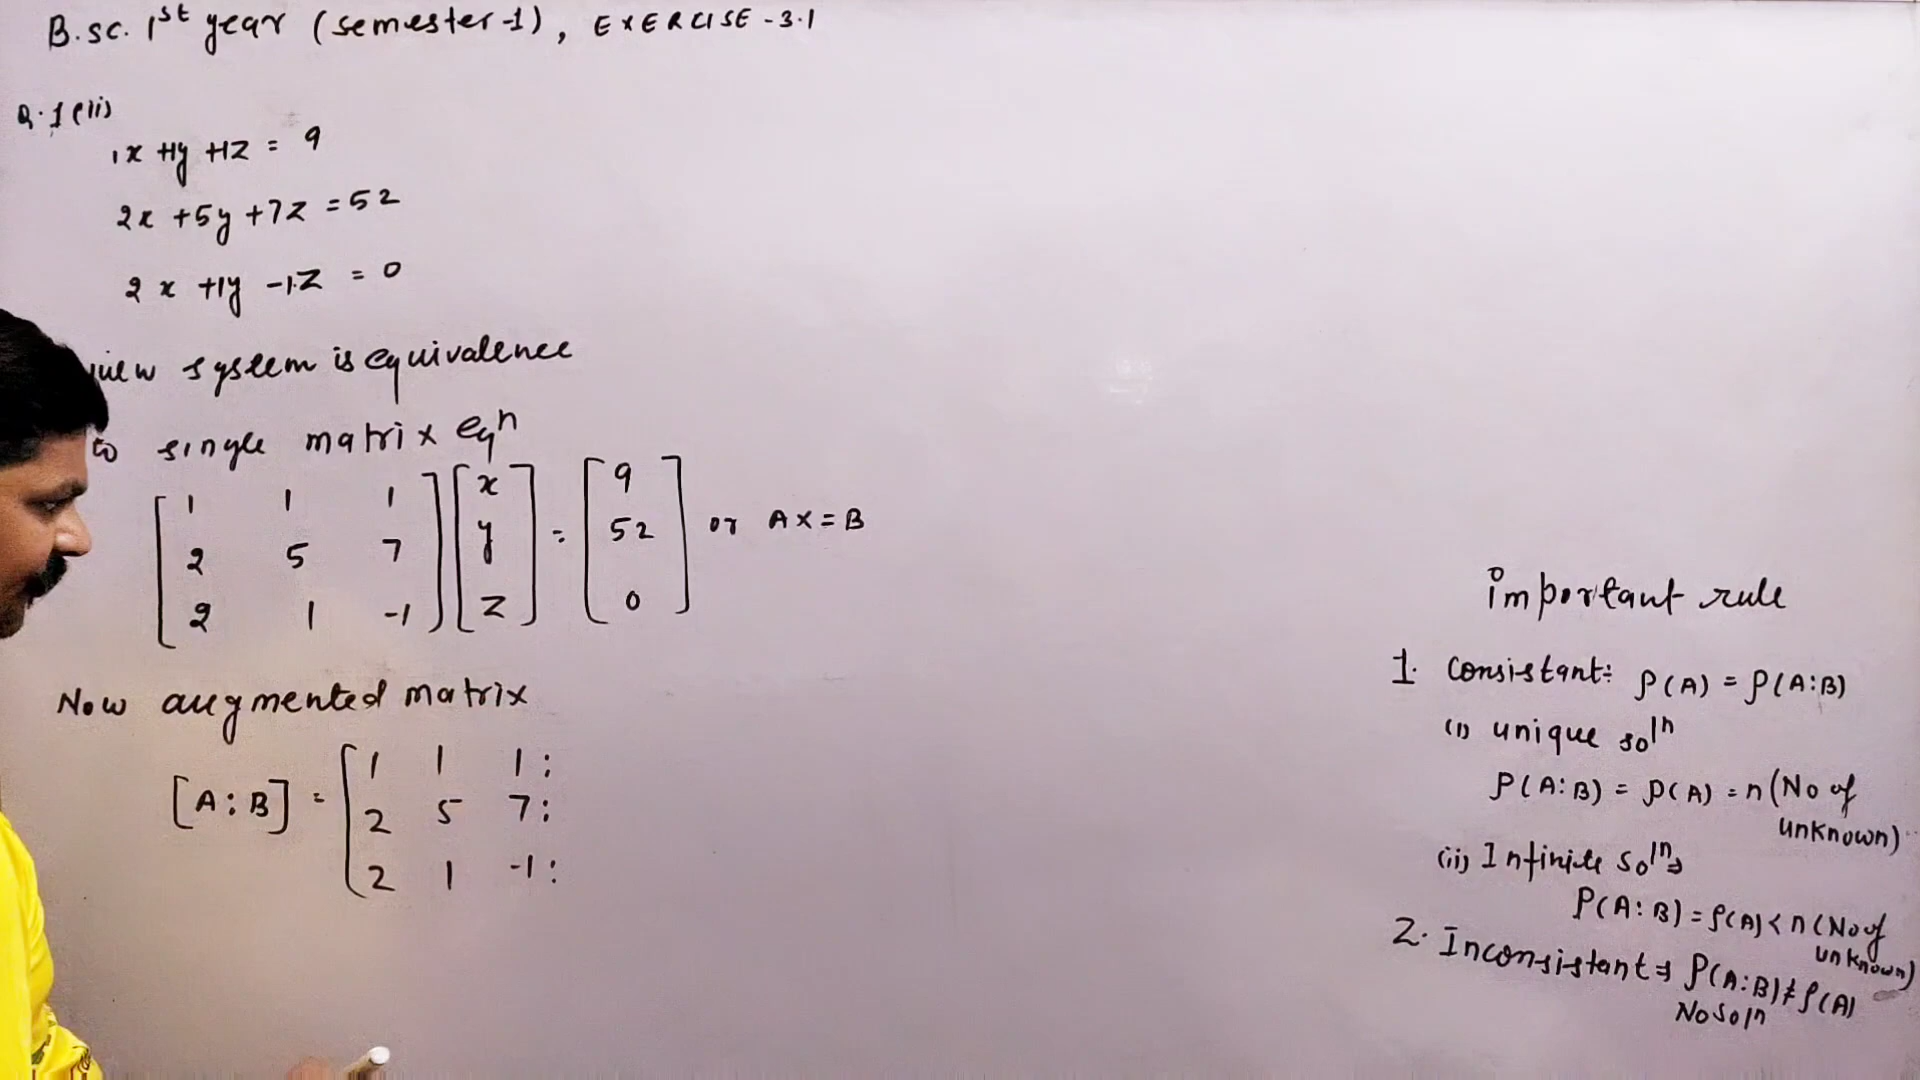 B.sc. 1st year (semester-1), EXERCISE-3.1
Q.1(ii)
1x+1y+1z = 9
2x+5y+7z = 52
2x+1y-1z = 0
system is equivalence
to single matrix eqn
[1 1 1] [x] = [9]
[2 5 7] [y] = [52] or AX=B
[2 1 -1] [z] = [0]
Now augmented matrix
[A:B] = [1 1 1:
2 5 7:
2 1 -1:
important rule
1. Consistant: ρ(A) = ρ(A:B)
(i) unique soln
ρ(A:B) = ρ(A) = n (No of
unknown)
(ii) Infinite solns
ρ(A:B) = ρ(A) < n (No of
unknown)
2. Inconsistant ⇒ ρ(A:B) ≠ ρ(A)
No soln